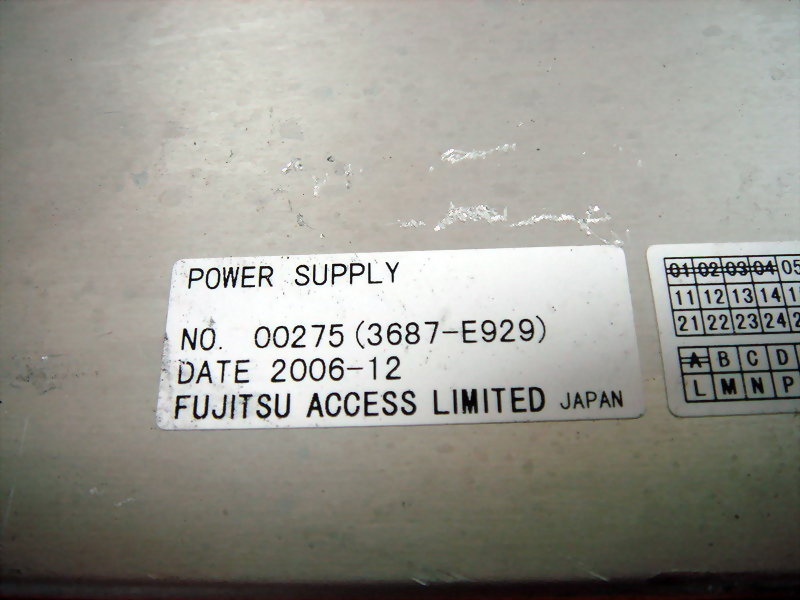 POWER SUPPLY
NO. 00275(3687-E929)
DATE 2006-12
FUJITSU ACCESS LIMITED JAPAN
01 02 03 04 05
11 12 13 14
21 22 23 24
A B C D
L M N P